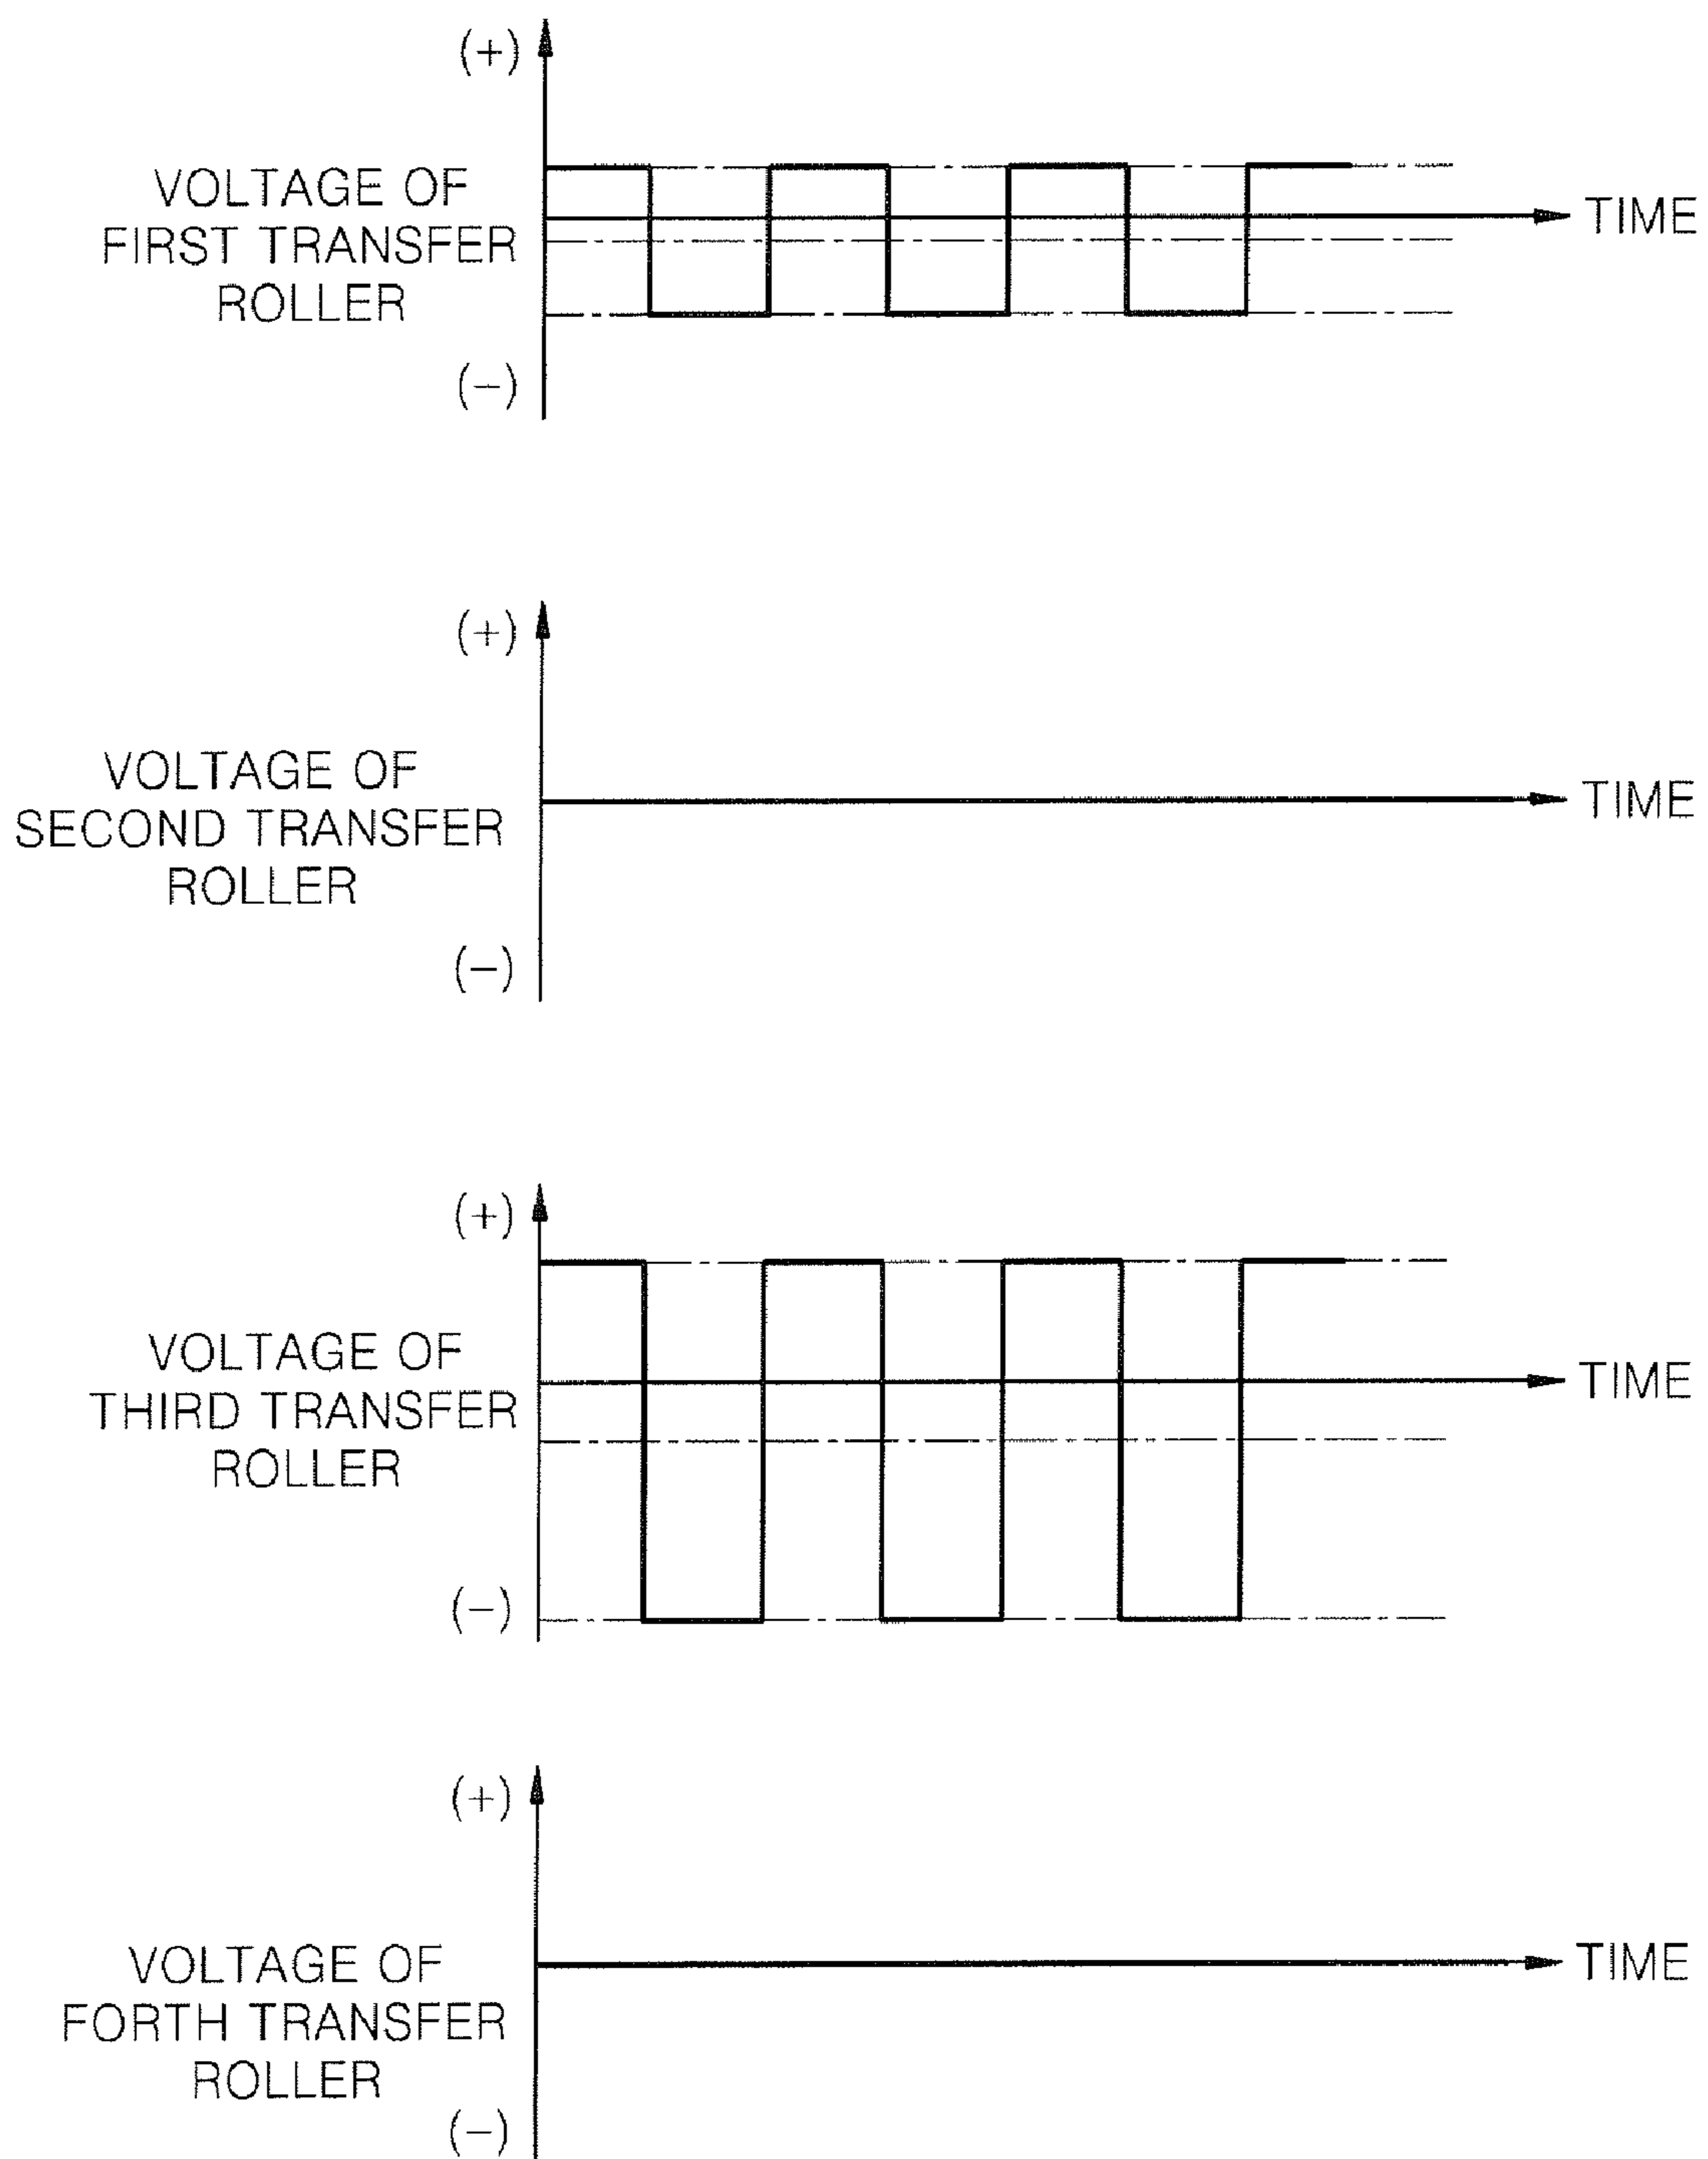 (+)
VOLTAGE OF
FIRST TRANSFER
ROLLER
TIME
(−)
(+)
VOLTAGE OF
SECOND TRANSFER
ROLLER
TIME
(−)
(+)
VOLTAGE OF
THIRD TRANSFER
ROLLER
TIME
(−)
(+)
VOLTAGE OF
FORTH TRANSFER
ROLLER
TIME
(−)